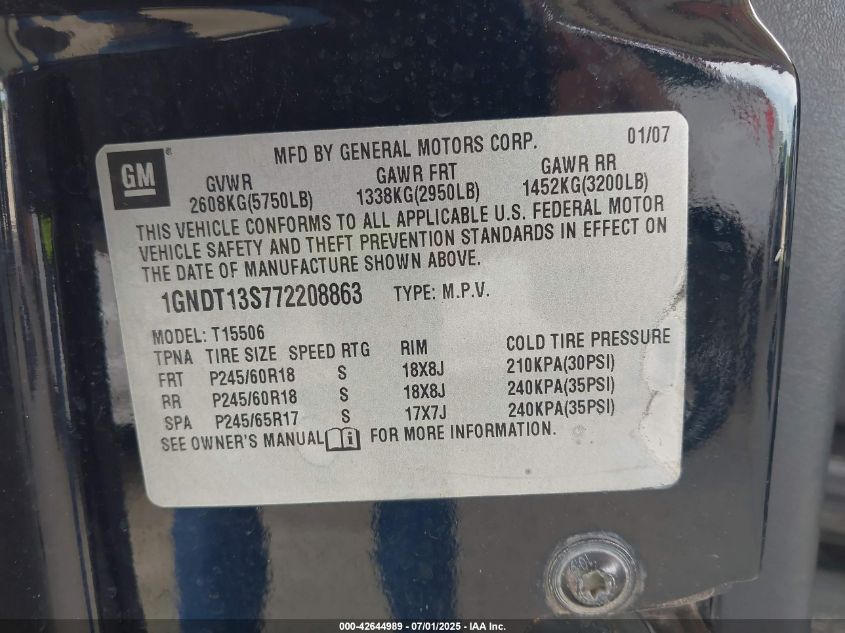 GM®
MFD BY GENERAL MOTORS CORP. 01/07
GVWR GAWR FRT GAWR RR
2608KG(5750LB) 1338KG(2950LB) 1452KG(3200LB)
THIS VEHICLE CONFORMS TO ALL APPLICABLE U.S. FEDERAL MOTOR
VEHICLE SAFETY AND THEFT PREVENTION STANDARDS IN EFFECT ON
THE DATE OF MANUFACTURE SHOWN ABOVE.
1GNDT13S772208863 TYPE: M.P.V.
MODEL: T15506
TPNA TIRE SIZE SPEED RTG RIM COLD TIRE PRESSURE
FRT P245/60R18 S 18X8J 210KPA(30PSI)
RR P245/60R18 S 18X8J 240KPA(35PSI)
SPA P245/65R17 S 17X7J 240KPA(35PSI)
SEE OWNER'S MANUAL FOR MORE INFORMATION.
000-42644989 - 07/01/2025 - IAA Inc.